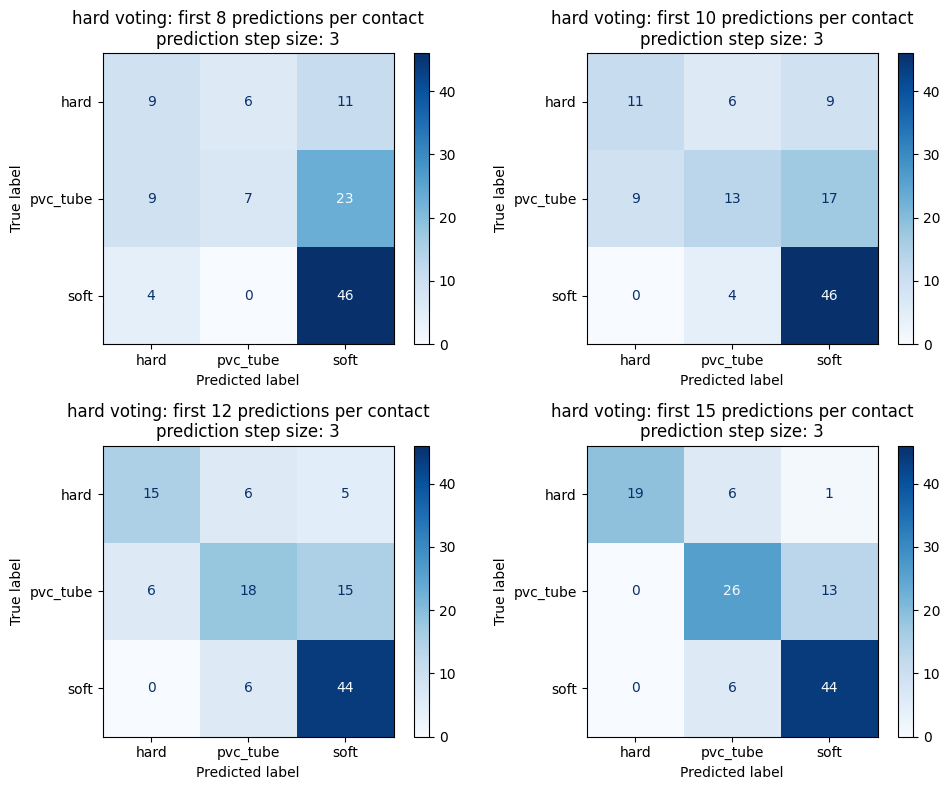 hard voting: first 8 predictions per contact
prediction step size: 3
hard
pvc_tube
soft
True label
9 6 11
9 7 23
4 0 46
hard pvc_tube soft
Predicted label
40
30
20
10
0
hard voting: first 10 predictions per contact
prediction step size: 3
hard
pvc_tube
soft
True label
11 6 9
9 13 17
0 4 46
hard pvc_tube soft
Predicted label
40
30
20
10
0
hard voting: first 12 predictions per contact
prediction step size: 3
hard
pvc_tube
soft
True label
15 6 5
6 18 15
0 6 44
hard pvc_tube soft
Predicted label
40
30
20
10
0
hard voting: first 15 predictions per contact
prediction step size: 3
hard
pvc_tube
soft
True label
19 6 1
0 26 13
0 6 44
hard pvc_tube soft
Predicted label
40
30
20
10
0